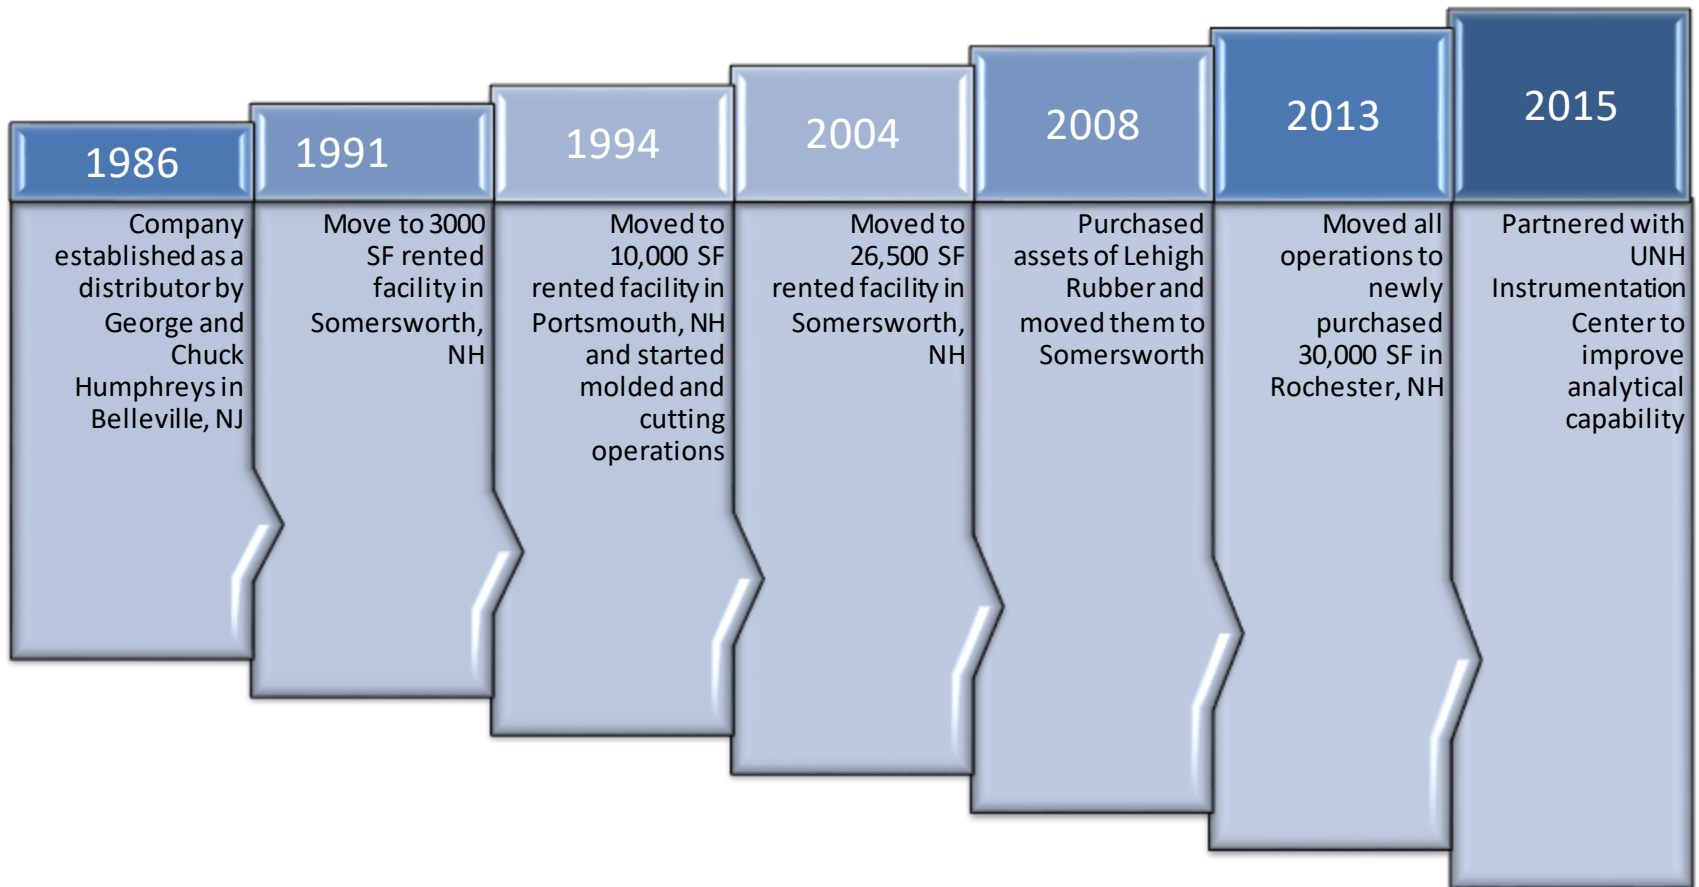 1986
Company
established as a
distributor by
George and
Chuck
Humphreys in
Belleville, NJ
1991
Move to 3000
SF rented
facility in
Somersworth,
NH
1994
Moved to
10,000 SF
rented facility in
Portsmouth, NH
and started
molded and
cutting
operations
2004
Moved to
26,500 SF
rented facility in
Somersworth,
NH
2008
Purchased
assets of Lehigh
Rubber and
moved them to
Somersworth
2013
Moved all
operations to
newly
purchased
30,000 SF in
Rochester, NH
2015
Partnered with
UNH
Instrumentation
Center to
improve
analytical
capability